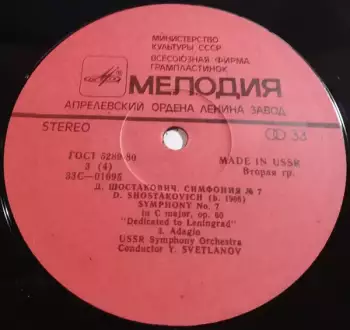 МИНИСТЕРСТВО
КУЛЬТУРЫ СССР
ВСЕСОЮЗНАЯ ФИРМА
ГРАМПЛАСТИНОК
МЕЛОДИЯ
АПРЕЛЕВСКИЙ ОРДЕНА ЛЕНИНА ЗАВОД
STEREO
33
ГОСТ 5289-80
MADE IN USSR
3 (4)
Вторая гр.
33С—01695
Д. ШОСТАКОВИЧ. СИМФОНИЯ № 7
D. SHOSTAKOVICH (b. 1906)
SYMPHONY No. 7
in C major, op. 60
"Dedicated to Leningrad"
3. Adagio
USSR Symphony Orchestra
Conductor Y. SVETLANOV